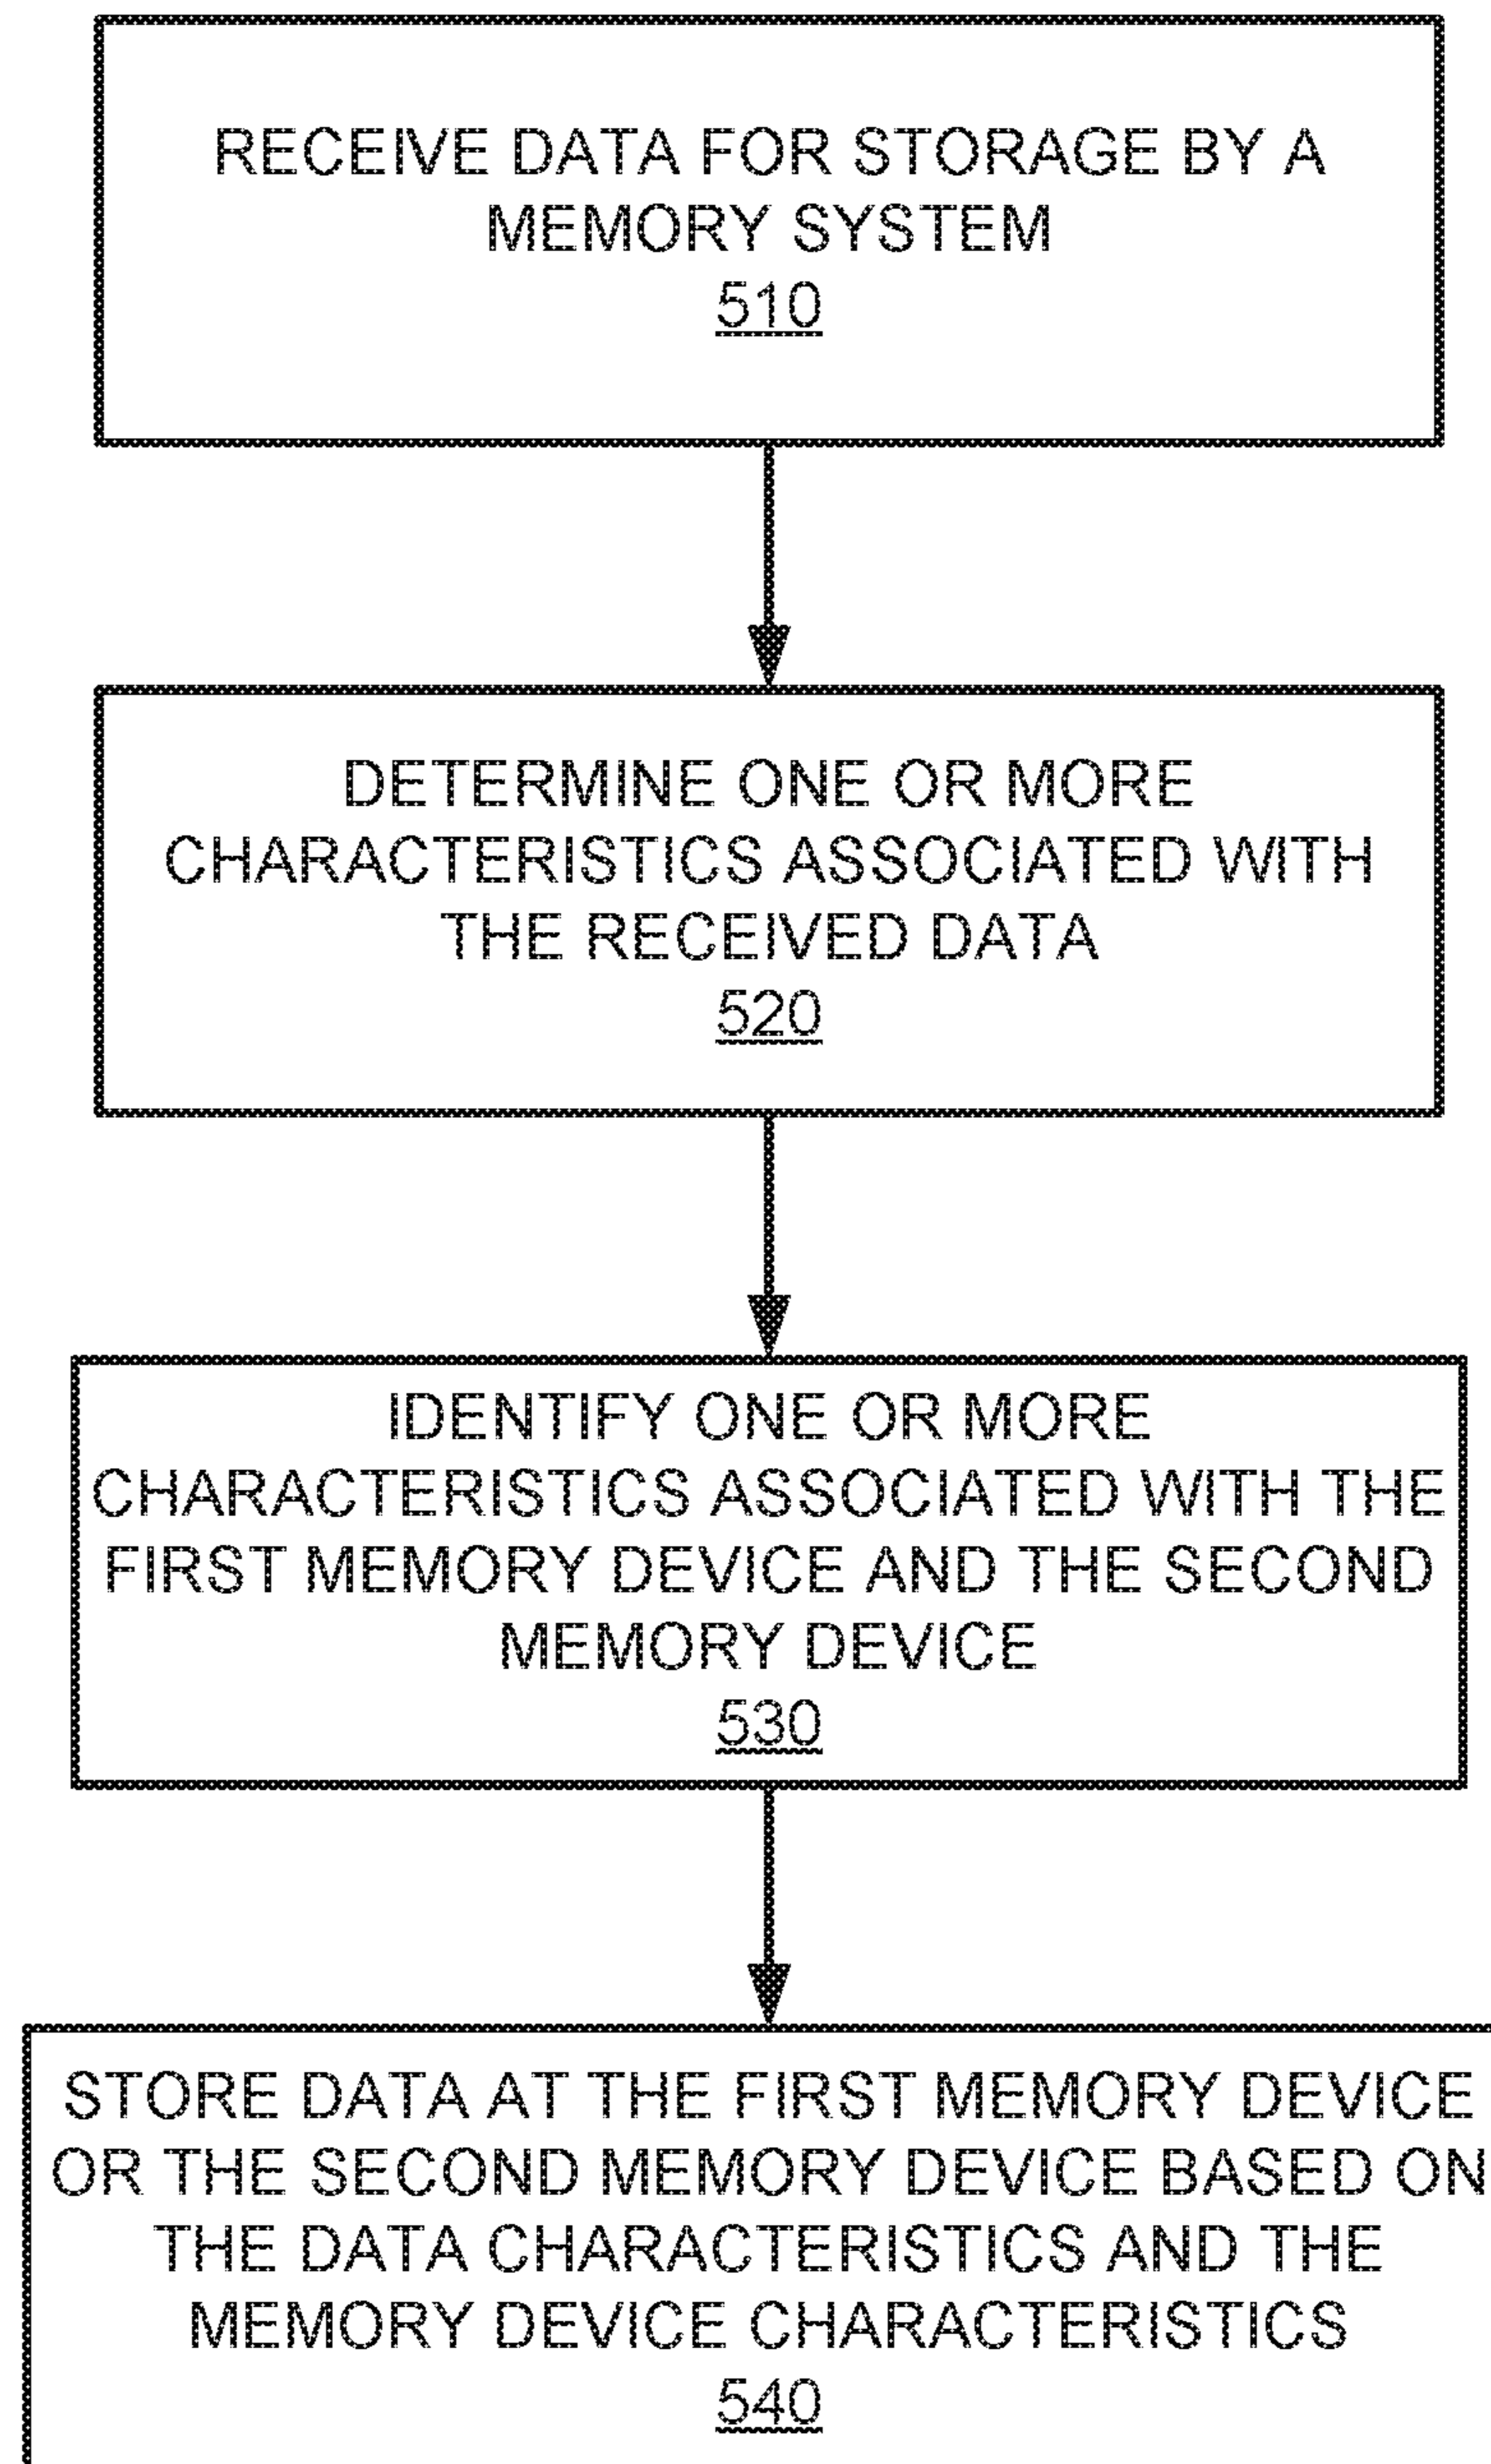 RECEIVE DATA FOR STORAGE BY A
MEMORY SYSTEM
510
DETERMINE ONE OR MORE
CHARACTERISTICS ASSOCIATED WITH
THE RECEIVED DATA
520
IDENTIFY ONE OR MORE
CHARACTERISTICS ASSOCIATED WITH THE
FIRST MEMORY DEVICE AND THE SECOND
MEMORY DEVICE
530
STORE DATA AT THE FIRST MEMORY DEVICE
OR THE SECOND MEMORY DEVICE BASED ON
THE DATA CHARACTERISTICS AND THE
MEMORY DEVICE CHARACTERISTICS
540